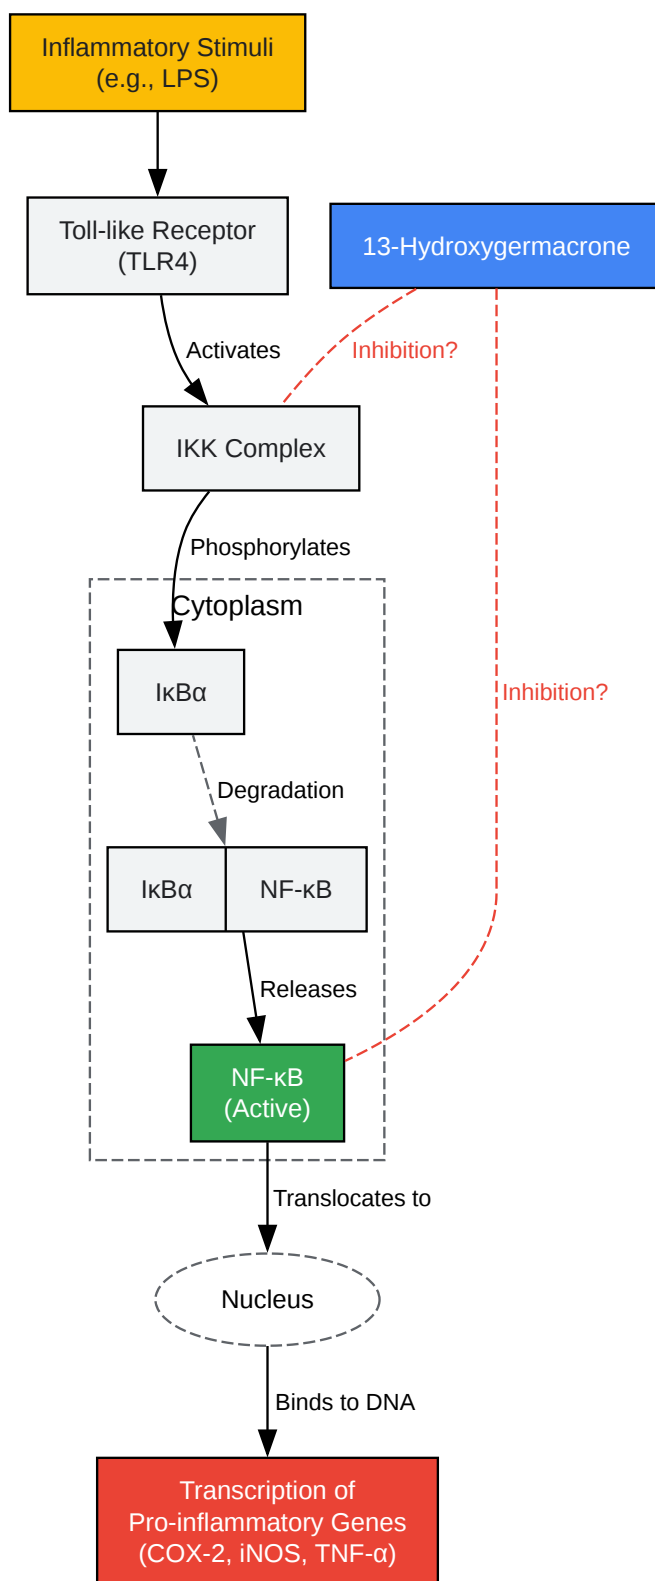 Inflammatory Stimuli
(e.g., LPS)
Toll-like Receptor
(TLR4)
13-Hydroxygermacrone
Activates
Inhibition?
IKK Complex
Phosphorylates
Cytoplasm
IκBα
Inhibition?
Degradation
IκBα
NF-κB
Releases
NF-κB
(Active)
Translocates to
Nucleus
Binds to DNA
Transcription of
Pro-inflammatory Genes
(COX-2, iNOS, TNF-α)